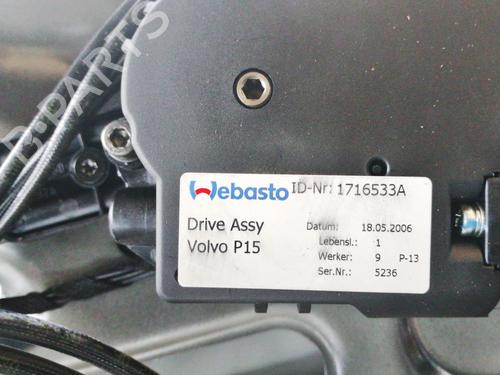 B-PARTS
Webasto ID-Nr: 1716533A
Drive Assy
Volvo P15
Datum: 18.05.2006
Lebensl.: 1
Werker: 9 P-13
Ser.Nr.: 5236